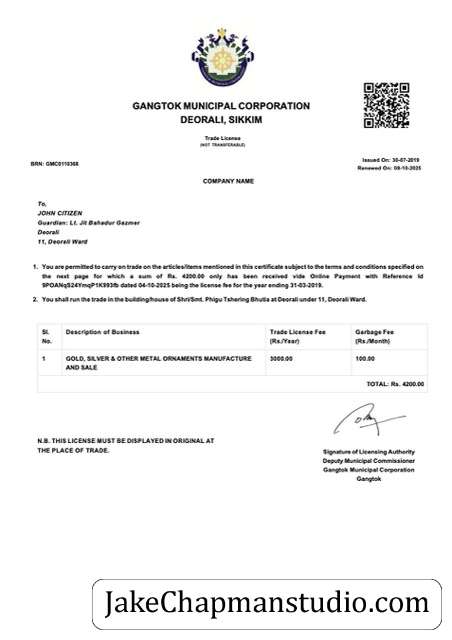 GANGTOK MUNICIPAL CORPORATION
DEORALI, SIKKIM
Trade License
(NOT TRANSFERABLE)
BRN: GMC0110368
Issued On: 30-07-2019
Renewed On: 09-10-2025
COMPANY NAME
To,
JOHN CITIZEN
Guardian: Lt. Jit Bahadur Gazmer
Deorali
11, Deorali Ward
1. You are permitted to carry on trade on the articles/items mentioned in this certificate subject to the terms and conditions specified on
the next page for which a sum of Rs. 4200.00 only has been received vide Online Payment with Reference Id
9POANqS24YmqP1K993fb dated 04-10-2025 being the license fee for the year ending 31-03-2019.
2. You shall run the trade in the building/house of Shri/Smt. Phigu Tshering Bhutia at Deorali under 11, Deorali Ward.
Sl. No. Description of Business Trade License Fee (Rs./Year) Garbage Fee (Rs./Month)
1 GOLD, SILVER & OTHER METAL ORNAMENTS MANUFACTURE 3000.00 100.00
AND SALE
TOTAL: Rs. 4200.00
N.B. THIS LICENSE MUST BE DISPLAYED IN ORIGINAL AT
THE PLACE OF TRADE.
Signature of Licensing Authority
Deputy Municipal Commissioner
Gangtok Municipal Corporation
Gangtok
JakeChapmanstudio.com